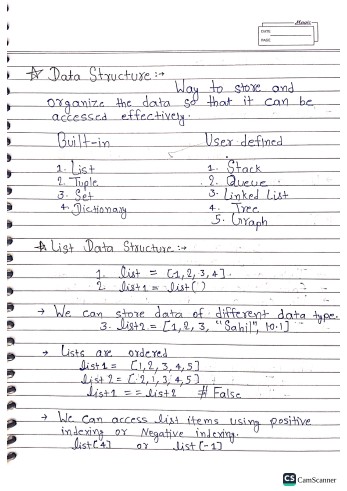 Magic
DATE
PAGE
☆ Data Structure :→
Way to store and
organize the data so that it can be
accessed effectively.
Built-in User defined
1. List 1. Stack
2. Tuple 2. Queue
3. Set 3. Linked List
4. Dictionary 4. Tree
5. Graph
☆ List Data Structure :→
1. list = [1,2,3,4].
2. list1 = list()
→ We can store data of different data type.
3. list2 = [1,2,3, "Sahil", 10.1]
→ Lists are ordered
list1 = [1,2,3,4,5]
list2 = [2,1,3,4,5]
list1 == list2 # False
→ We can access list items using positive
indexing or Negative indexing.
list[4] or list[-1]
CS CamScanner